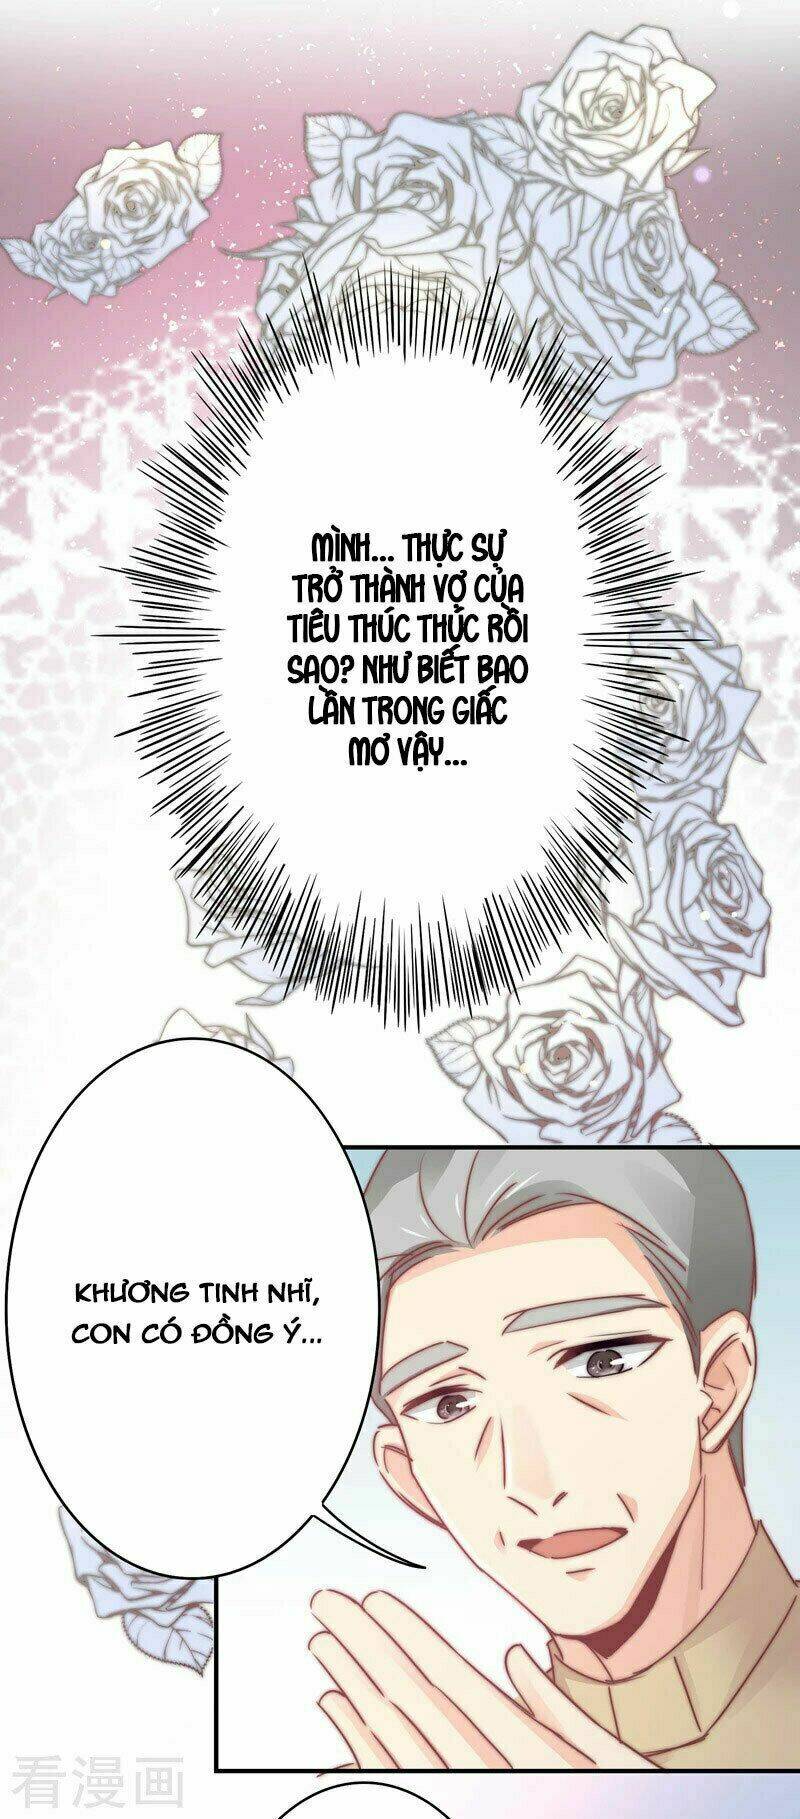 MÌNH... THỰC SỰ
TRỞ THÀNH VỢ CỦA
TIÊU THÚC THỰC RỒI
SAO? NHƯ BIẾT BAO
LẦN TRONG GIẤC
MƠ VẬY...
KHƯƠNG TINH NHĨ,
CON CÓ ĐỒNG Ý...
看漫画